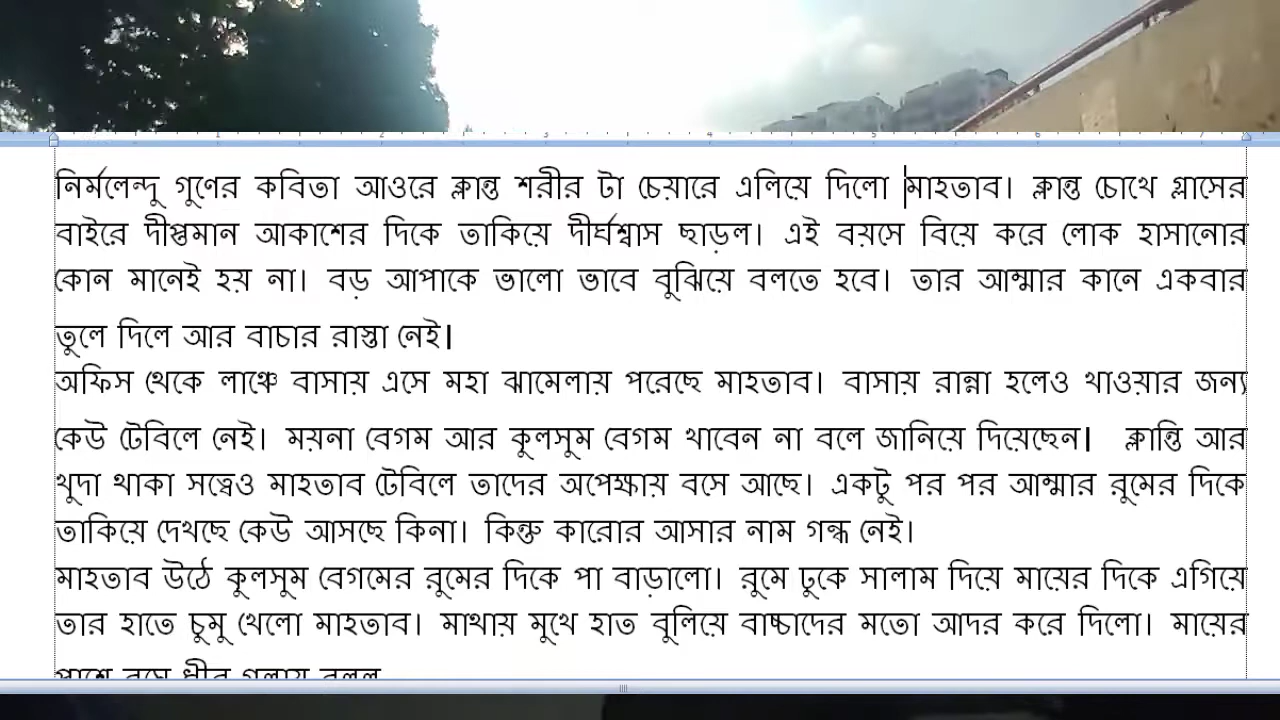 নির্মলেন্দু গুণের কবিতা আওরে ক্লান্ত শরীর টা চেয়ারে এলিয়ে দিলো মাহতাব। ক্লান্ত চোখে গ্লাসের
বাইরে দীপ্তমান আকাশের দিকে তাকিয়ে দীর্ঘশ্বাস ছাড়ল। এই বয়সে বিয়ে করে লোক হাসানোর
কোন মানেই হয় না। বড় আপাকে ভালো ভাবে বুঝিয়ে বলতে হবে। তার আম্মার কানে একবার
তুলে দিলে আর বাচার রাস্তা নেই।
অফিস থেকে লাঞ্চে বাসায় এসে মহা ঝামেলায় পরেছে মাহতাব। বাসায় রান্না হলেও খাওয়ার জন্য
কেউ টেবিলে নেই। ময়না বেগম আর কুলসুম বেগম খাবেন না বলে জানিয়ে দিয়েছেন। ক্লান্তি আর
খুদা থাকা সত্ত্বেও মাহতাব টেবিলে তাদের অপেক্ষায় বসে আছে। একটু পর পর আম্মার রুমের দিকে
তাকিয়ে দেখছে কেউ আসছে কিনা। কিন্তু কারোর আসার নাম গন্ধ নেই।
মাহতাব উঠে কুলসুম বেগমের রুমের দিকে পা বাড়ালো। রুমে ঢুকে সালাম দিয়ে মায়ের দিকে এগিয়ে
তার হাতে চুমু খেলো মাহতাব। মাথায় মুখে হাত বুলিয়ে বাচ্চাদের মতো আদর করে দিলো। মায়ের
পাশে বসে ধীর গলায় বলল